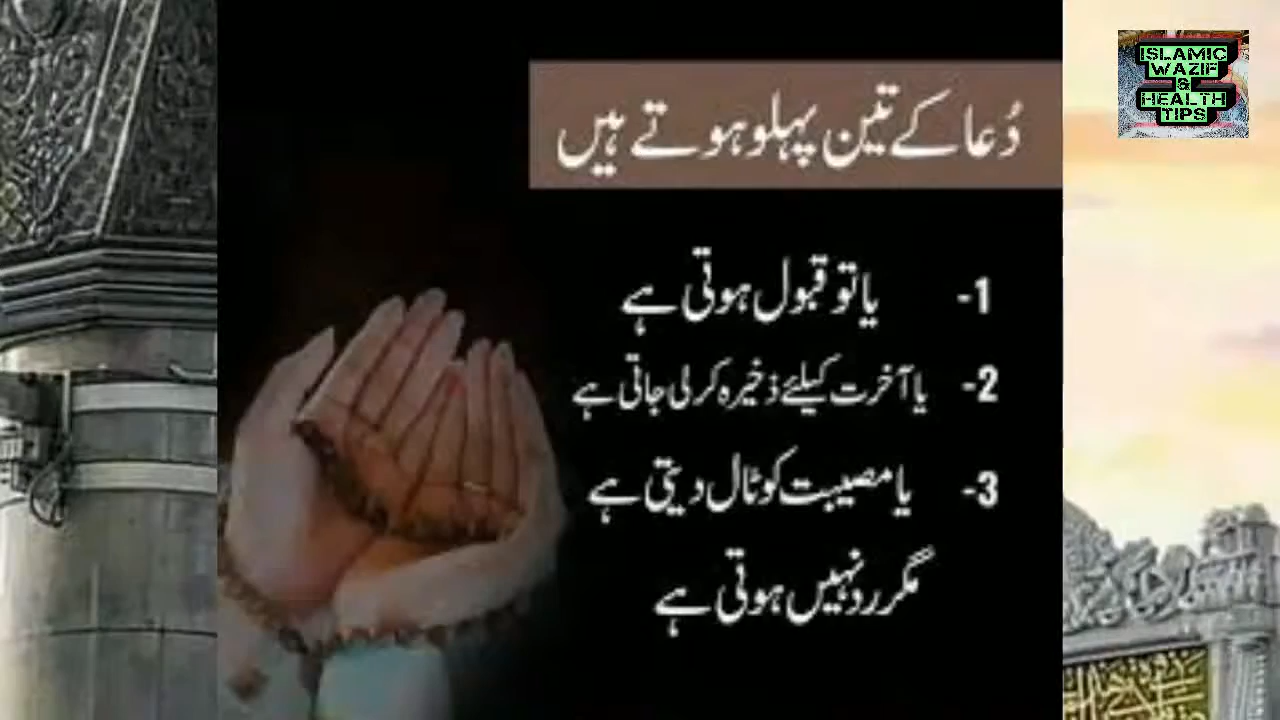 دُعا کے تین پہلو ہوتے ہیں
1- یا تو قبول ہوتی ہے
2- یا آخرت کیلئے ذخیرہ کر لی جاتی ہے
3- یا مصیبت کو ٹال دیتی ہے
مگر رد نہیں ہوتی ہے
ISLAMIC
WAZIF
&
HEALTH
TIPS